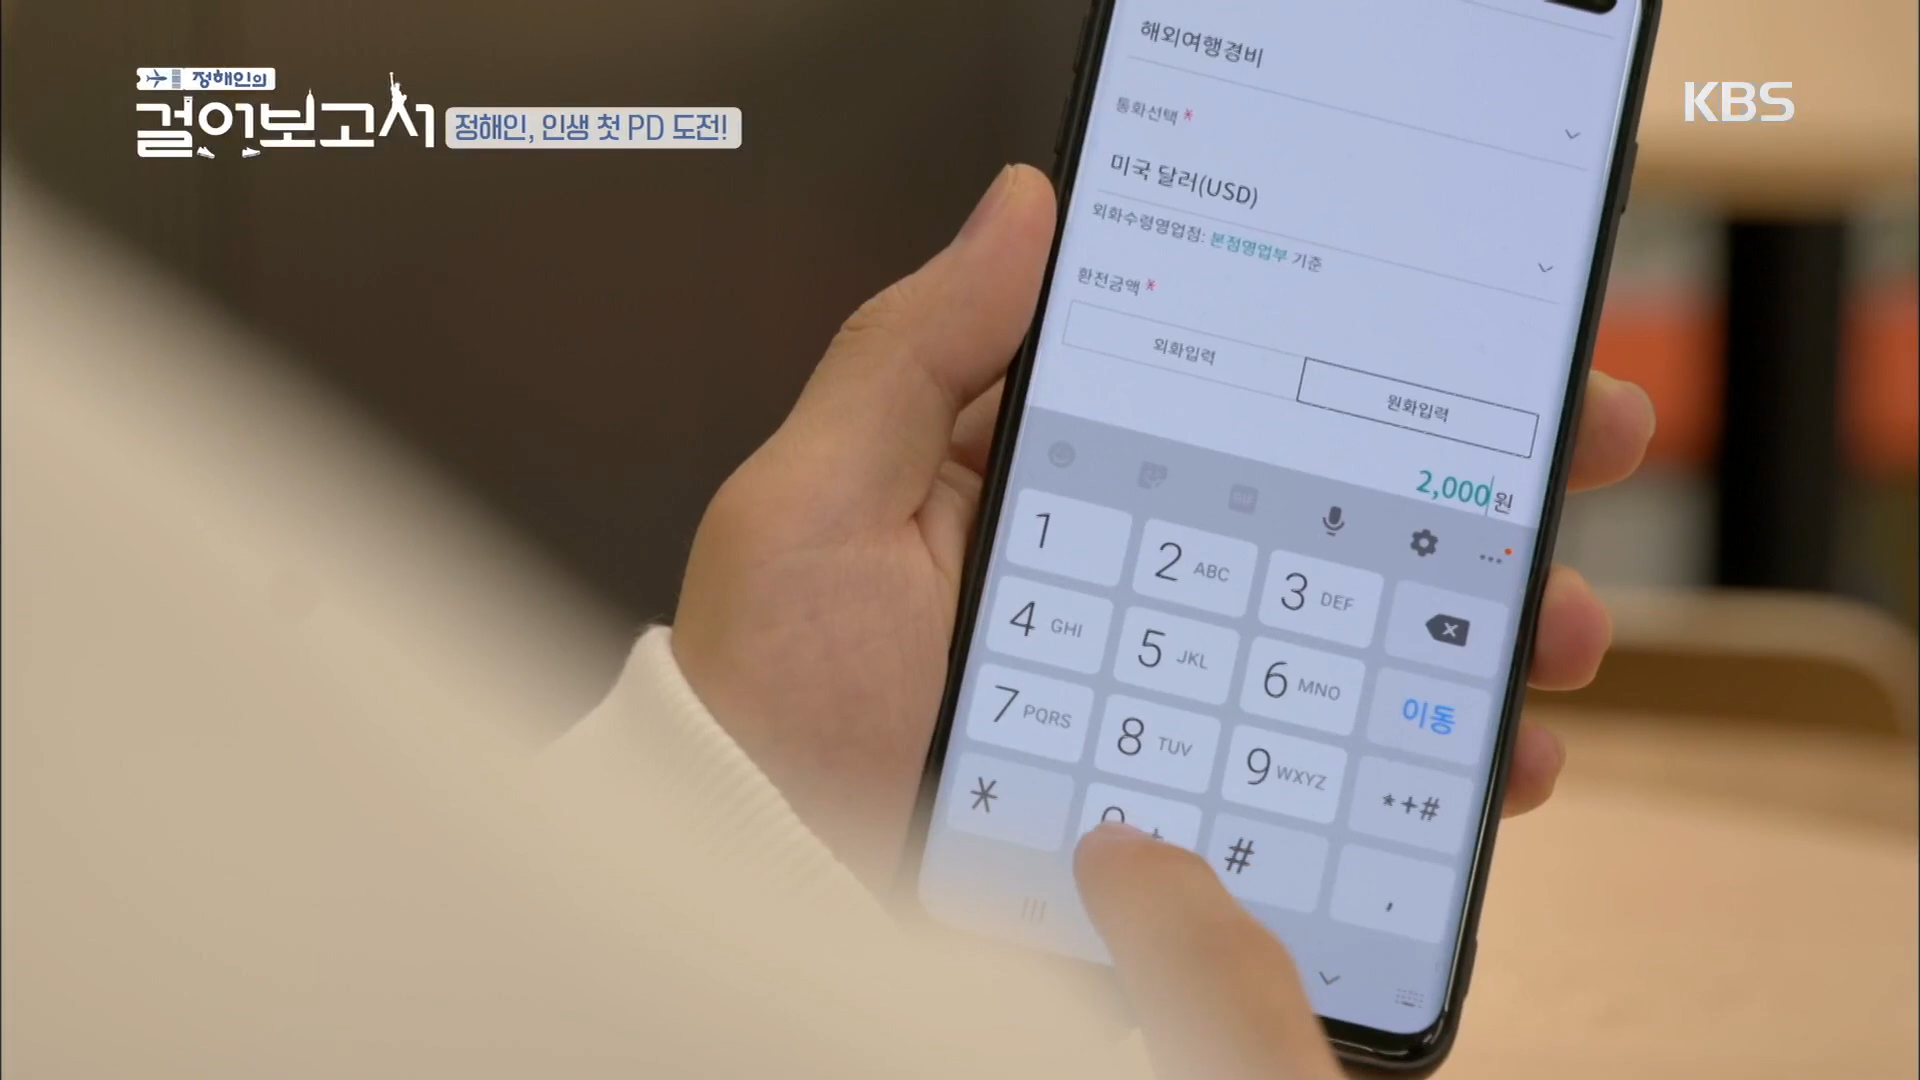 정해인의
걸어보고서
정해인, 인생 첫 PD 도전!
KBS
해외여행경비
통화선택 *
미국 달러(USD)
외화수령영업점: 본점영업부 기준
환전금액 *
외화입력
원화입력
2,000원
GIF
1
2 ABC
3 DEF
4 GHI
5 JKL
6 MNO
이동
7 PQRS
8 TUV
9 WXYZ
*+#
*
0 +
#
,